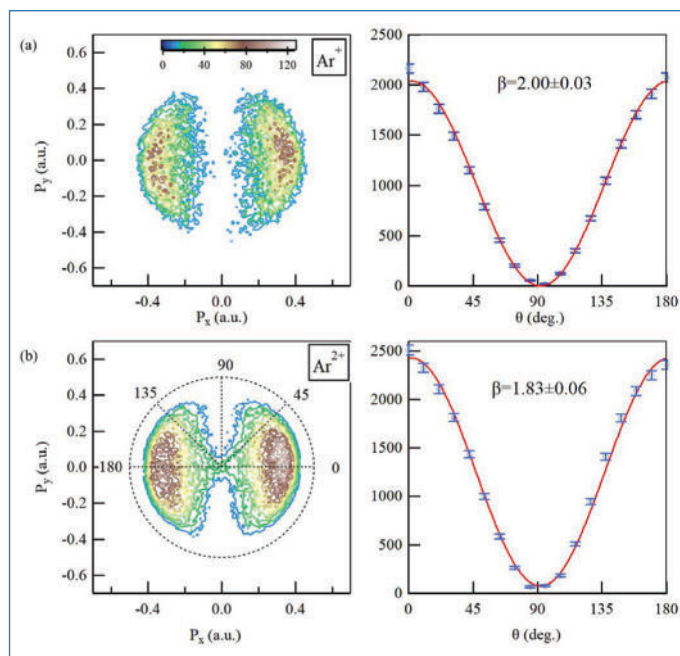 (a)
0.6
0.4
0.2
0.0
-0.2
-0.4
-0.6
P_y (a.u.)
0 40 80 120
Ar⁺
-0.4 0.0 0.4
P_x (a.u.)
2500
2000
1500
1000
500
0
β=2.00±0.03
0 45 90 135 180
θ (deg.)
(b)
0.6
0.4
0.2
0.0
-0.2
-0.4
-0.6
P_y (a.u.)
Ar²⁺
90
135 45
180 0
-0.4 0.0 0.4
P_x (a.u.)
2500
2000
1500
1000
500
0
β=1.83±0.06
0 45 90 135 180
θ (deg.)